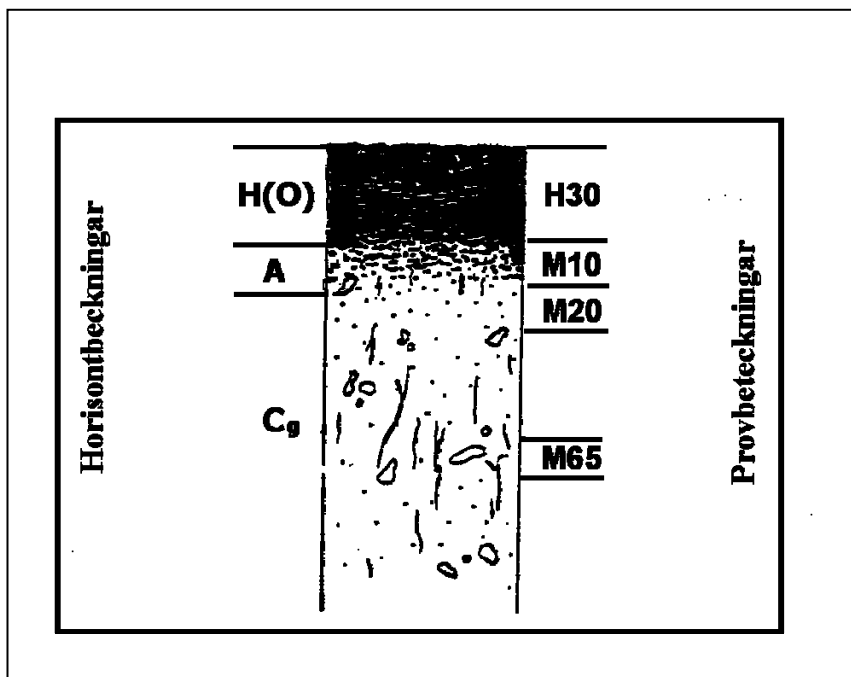 Horisontbeckningar
H(O)
A
Cg
H30
M10
M20
M65
Provbeteckningar